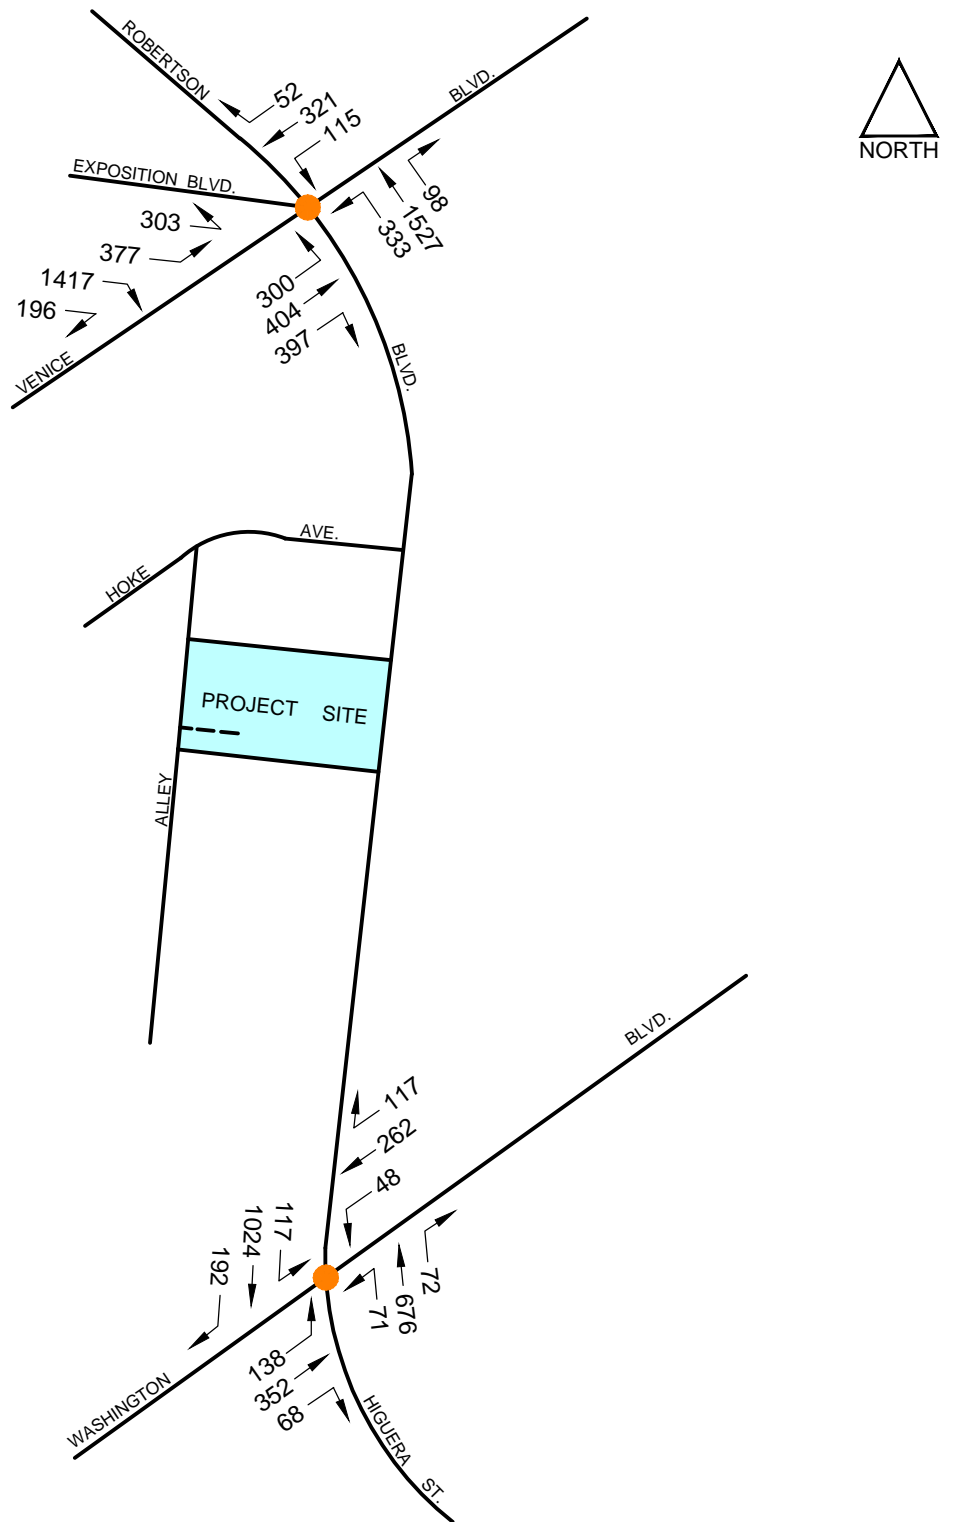 ROBERTSON
BLVD.
NORTH
52
321
115
EXPOSITION BLVD.
98
1527
333
303
377
1417
196
300
404
397
BLVD.
VENICE
AVE.
HOKE
PROJECT SITE
ALLEY
BLVD.
117
262
48
117
1024
192
72
676
71
138
352
68
WASHINGTON
HIGUERA
ST.